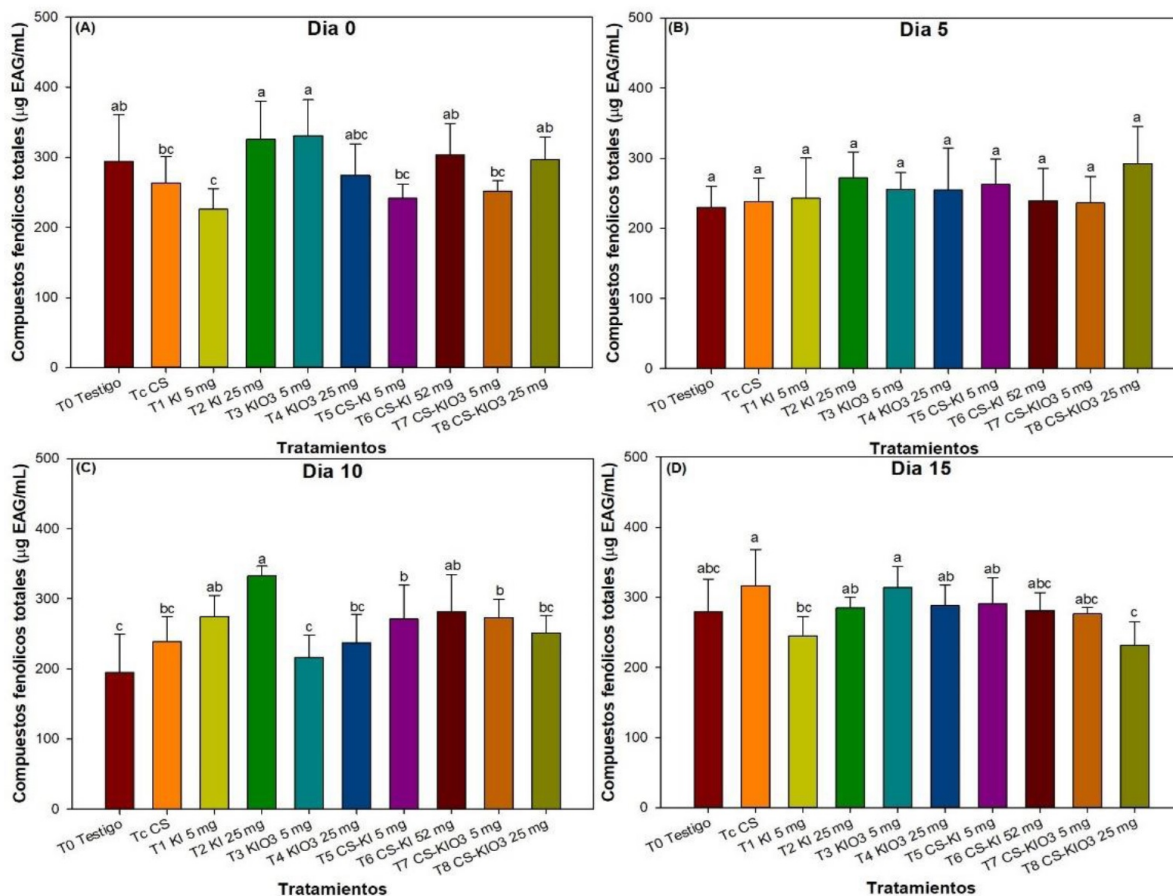 (A)
Dia 0
Compuestos fenólicos totales (µg EAG/mL)
500
400
300
200
100
0
ab
bc
c
a
a
abc
bc
ab
bc
ab
T0 Testigo
Tc CS
T1 KI 5 mg
T2 KI 25 mg
T3 KIO3 5 mg
T4 KIO3 25 mg
T5 CS-KI 5 mg
T6 CS-KI 52 mg
T7 CS-KIO3 5 mg
T8 CS-KIO3 25 mg
Tratamientos
(B)
Dia 5
Compuestos fenólicos totales (µg EAG/mL)
500
400
300
200
100
0
a
a
a
a
a
a
a
a
a
a
T0 Testigo
Tc CS
T1 KI 5 mg
T2 KI 25 mg
T3 KIO3 5 mg
T4 KIO3 25 mg
T5 CS-KI 5 mg
T6 CS-KI 52 mg
T7 CS-KIO3 5 mg
T8 CS-KIO3 25 mg
Tratamientos
(C)
Dia 10
Compuestos fenólicos totales (µg EAG/mL)
500
400
300
200
100
0
c
bc
ab
a
c
bc
b
ab
b
bc
T0 Testigo
Tc CS
T1 KI 5 mg
T2 KI 25 mg
T3 KIO3 5 mg
T4 KIO3 25 mg
T5 CS-KI 5 mg
T6 CS-KI 52 mg
T7 CS-KIO3 5 mg
T8 CS-KIO3 25 mg
Tratamientos
(D)
Dia 15
Compuestos fenólicos totales (µg EAG/mL)
500
400
300
200
100
0
abc
a
bc
ab
a
ab
ab
abc
abc
c
T0 Testigo
Tc CS
T1 KI 5 mg
T2 KI 25 mg
T3 KIO3 5 mg
T4 KIO3 25 mg
T5 CS-KI 5 mg
T6 CS-KI 52 mg
T7 CS-KIO3 5 mg
T8 CS-KIO3 25 mg
Tratamientos